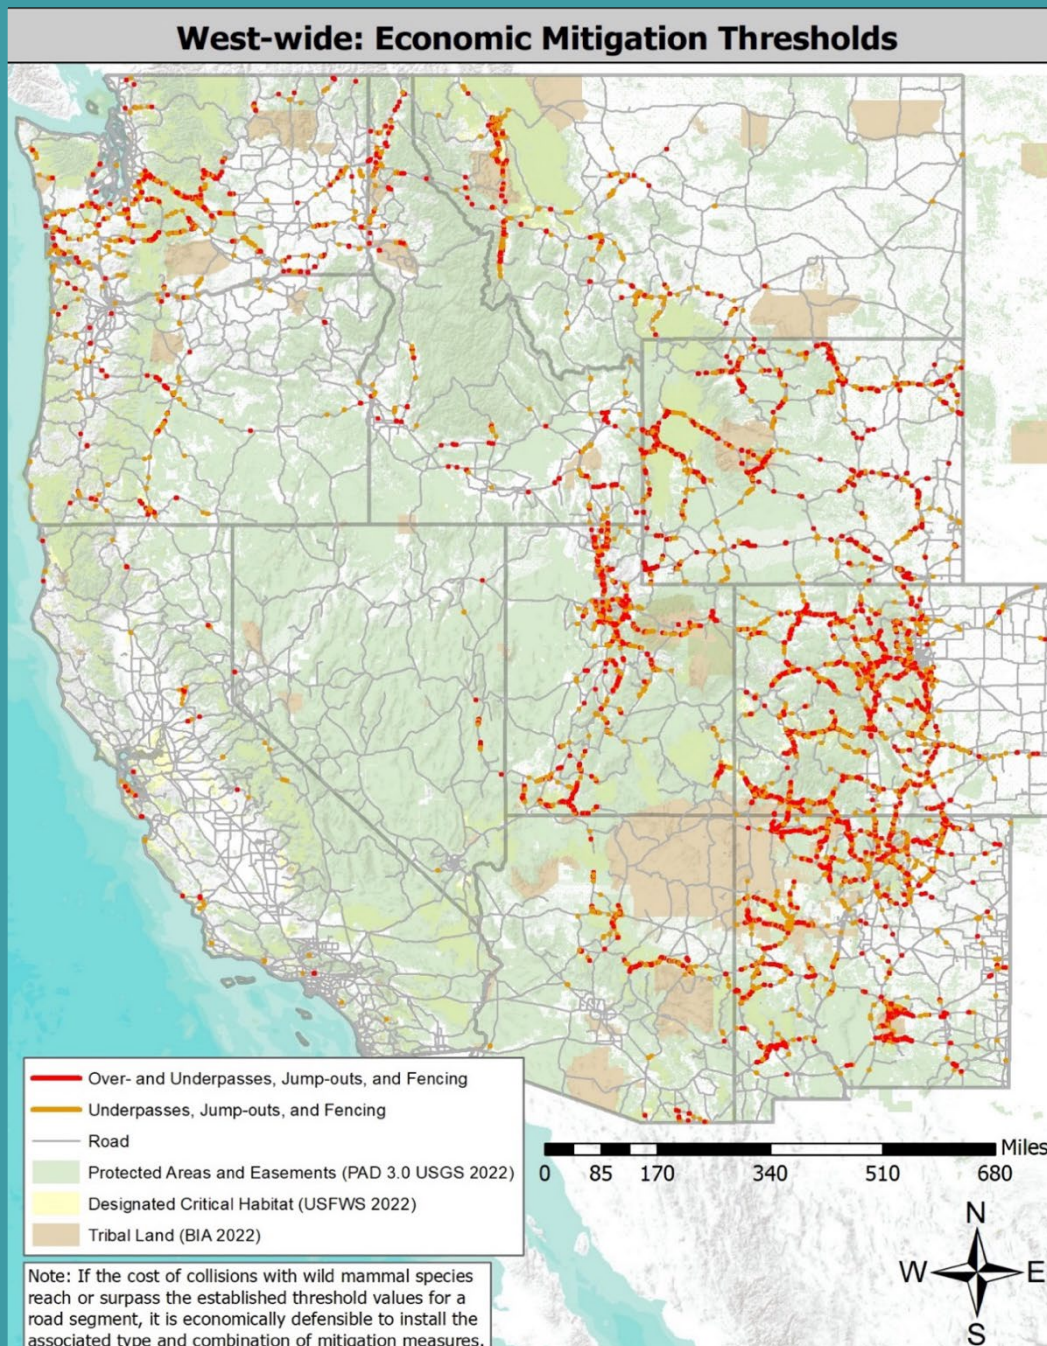 West-wide: Economic Mitigation Thresholds
Over- and Underpasses, Jump-outs, and Fencing
Underpasses, Jump-outs, and Fencing
Road
Protected Areas and Easements (PAD 3.0 USGS 2022)
Designated Critical Habitat (USFWS 2022)
Tribal Land (BIA 2022)
Miles
0 85 170 340 510 680
N
W E
S
Note: If the cost of collisions with wild mammal species
reach or surpass the established threshold values for a
road segment, it is economically defensible to install the
associated type and combination of mitigation measures.